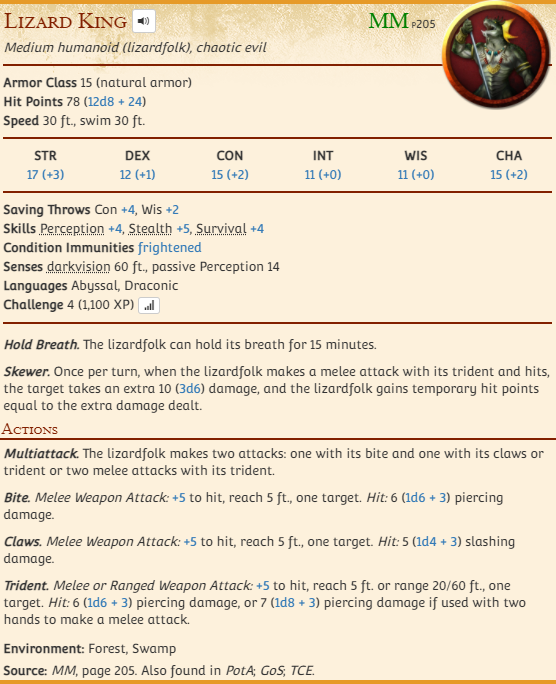 Lizard King MM P205
Medium humanoid (lizardfolk), chaotic evil
Armor Class 15 (natural armor)
Hit Points 78 (12d8 + 24)
Speed 30 ft., swim 30 ft.
STR DEX CON INT WIS CHA
17 (+3) 12 (+1) 15 (+2) 11 (+0) 11 (+0) 15 (+2)
Saving Throws Con +4, Wis +2
Skills Perception +4, Stealth +5, Survival +4
Condition Immunities frightened
Senses darkvision 60 ft., passive Perception 14
Languages Abyssal, Draconic
Challenge 4 (1,100 XP)
Hold Breath. The lizardfolk can hold its breath for 15 minutes.
Skewer. Once per turn, when the lizardfolk makes a melee attack with its trident and hits,
the target takes an extra 10 (3d6) damage, and the lizardfolk gains temporary hit points
equal to the extra damage dealt.
Actions
Multiattack. The lizardfolk makes two attacks: one with its bite and one with its claws or
trident or two melee attacks with its trident.
Bite. Melee Weapon Attack: +5 to hit, reach 5 ft., one target. Hit: 6 (1d6 + 3) piercing
damage.
Claws. Melee Weapon Attack: +5 to hit, reach 5 ft., one target. Hit: 5 (1d4 + 3) slashing
damage.
Trident. Melee or Ranged Weapon Attack: +5 to hit, reach 5 ft. or range 20/60 ft., one
target. Hit: 6 (1d6 + 3) piercing damage, or 7 (1d8 + 3) piercing damage if used with two
hands to make a melee attack.
Environment: Forest, Swamp
Source: MM, page 205. Also found in PotA; GoS; TCE.